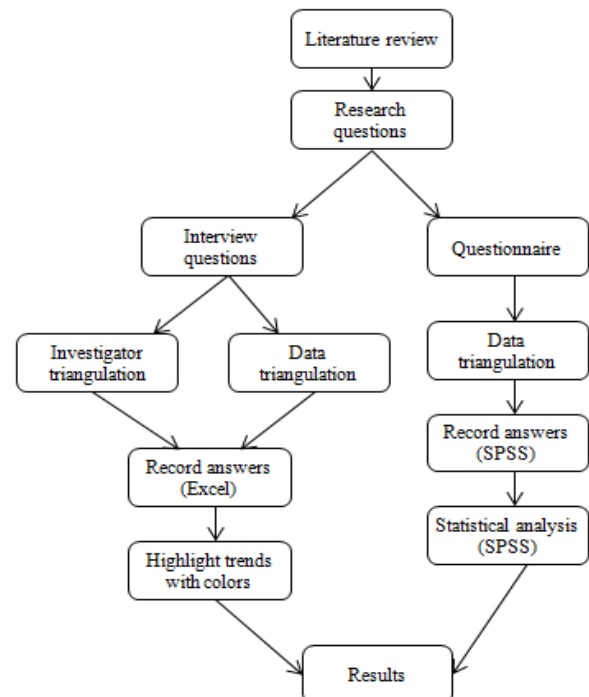 Literature review
Research
questions
Interview
questions
Questionnaire
Investigator
triangulation
Data
triangulation
Data
triangulation
Record answers
(Excel)
Record answers
(SPSS)
Highlight trends
with colors
Statistical analysis
(SPSS)
Results